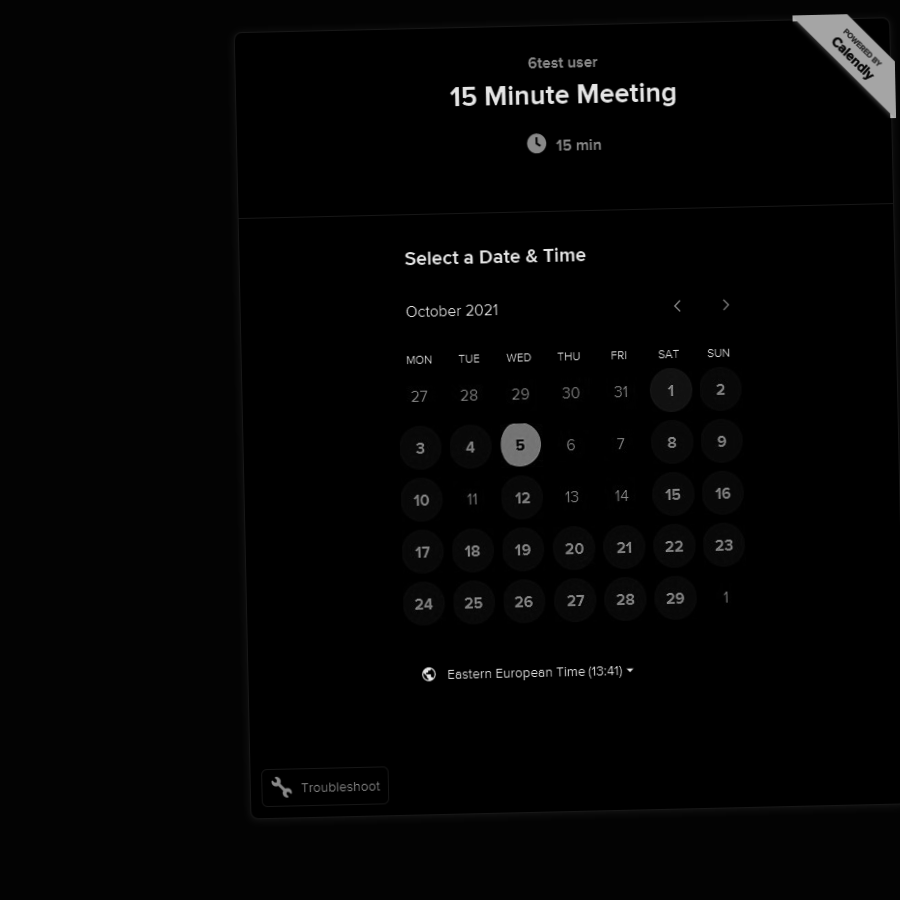 POWERED BY
Calendly
6test user
15 Minute Meeting
15 min
Select a Date & Time
October 2021
MON TUE WED THU FRI SAT SUN
27 28 29 30 31 1 2
3 4 5 6 7 8 9
10 11 12 13 14 15 16
17 18 19 20 21 22 23
24 25 26 27 28 29 1
Eastern European Time (13:41)
Troubleshoot